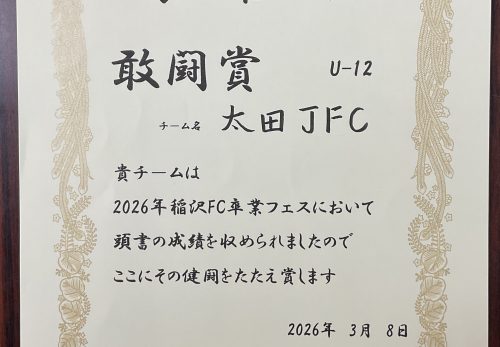 敢闘賞 U-12
チーム名 太田JFC
貴チームは
2026年稲沢FC卒業フェスにおいて
頭書の成績を収められましたので
ここにその健闘をたたえ賞します
2026年 3月 8日